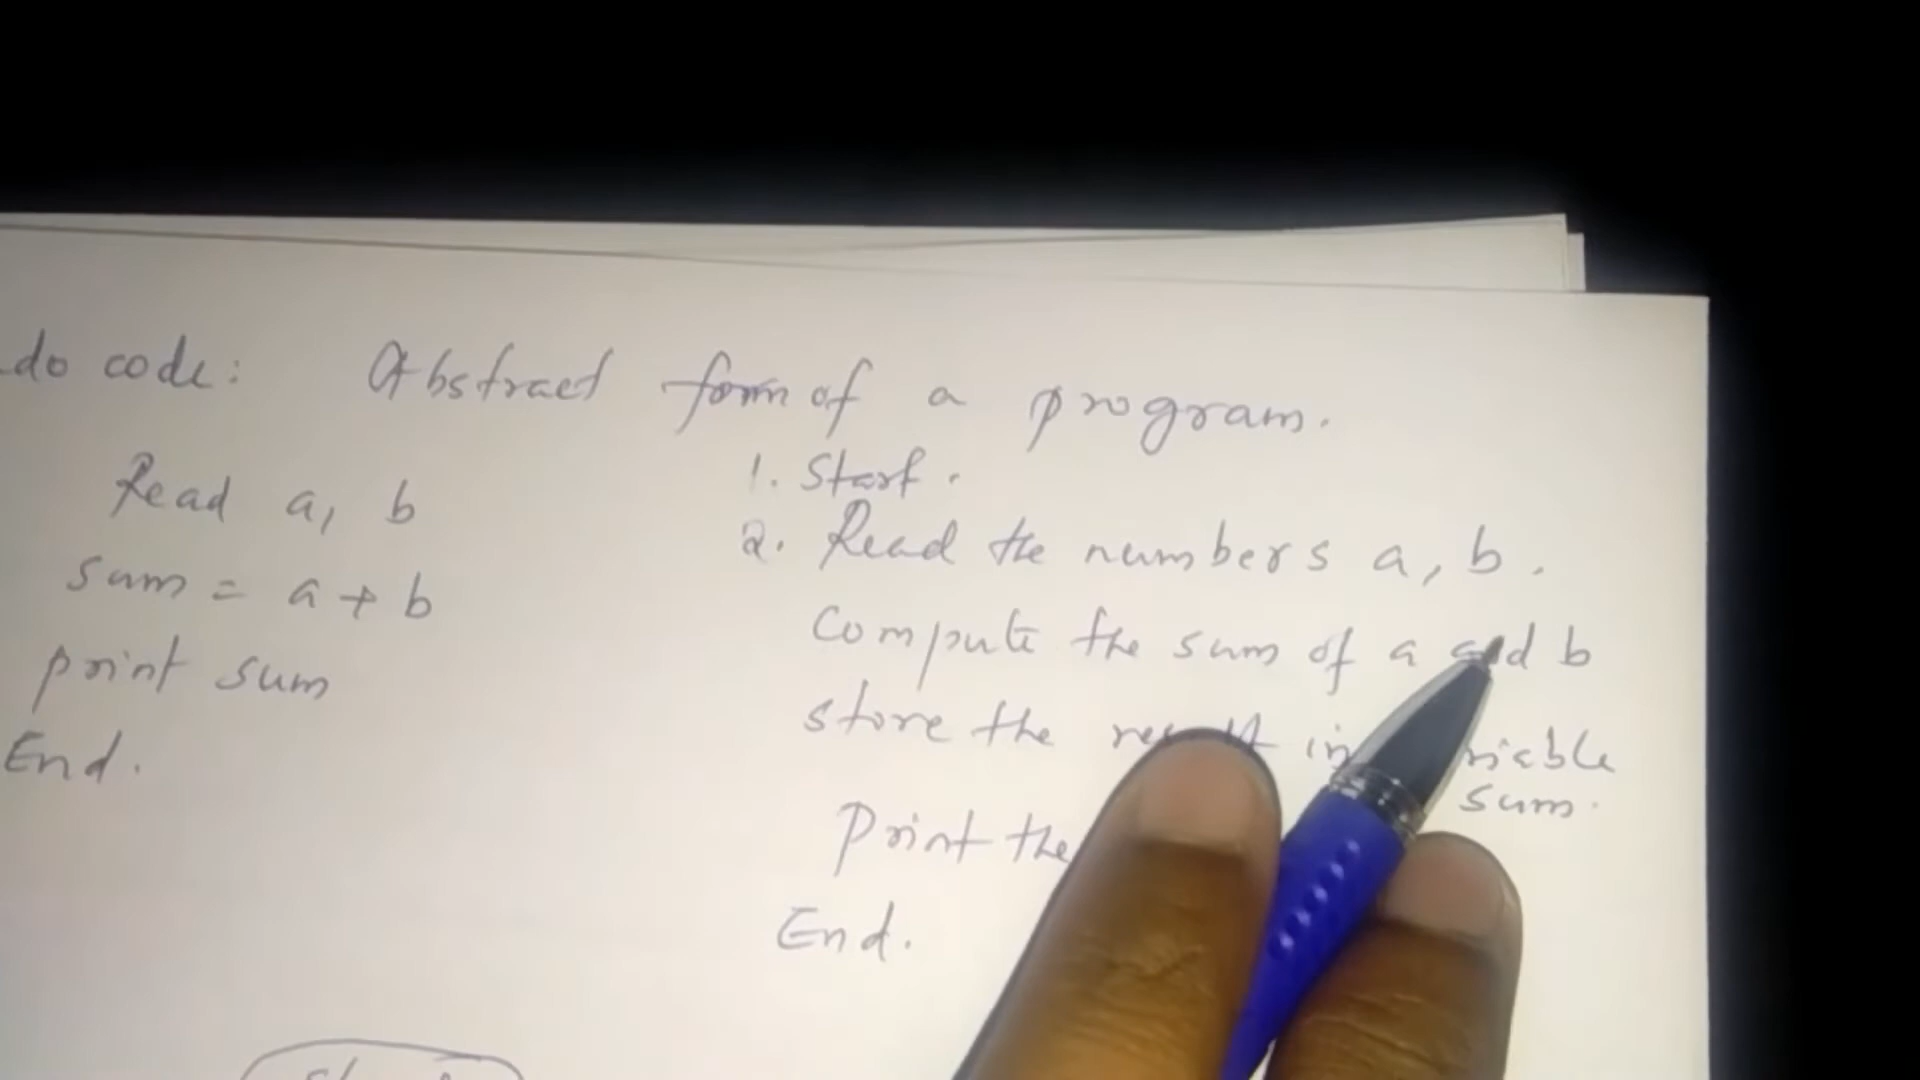 do code: Abstract form of a program.
Read a, b
sum = a + b
print sum
End.
1. Start.
2. Read the numbers a, b.
Compute the sum of a and b
store the in
sum.
Print the
End.